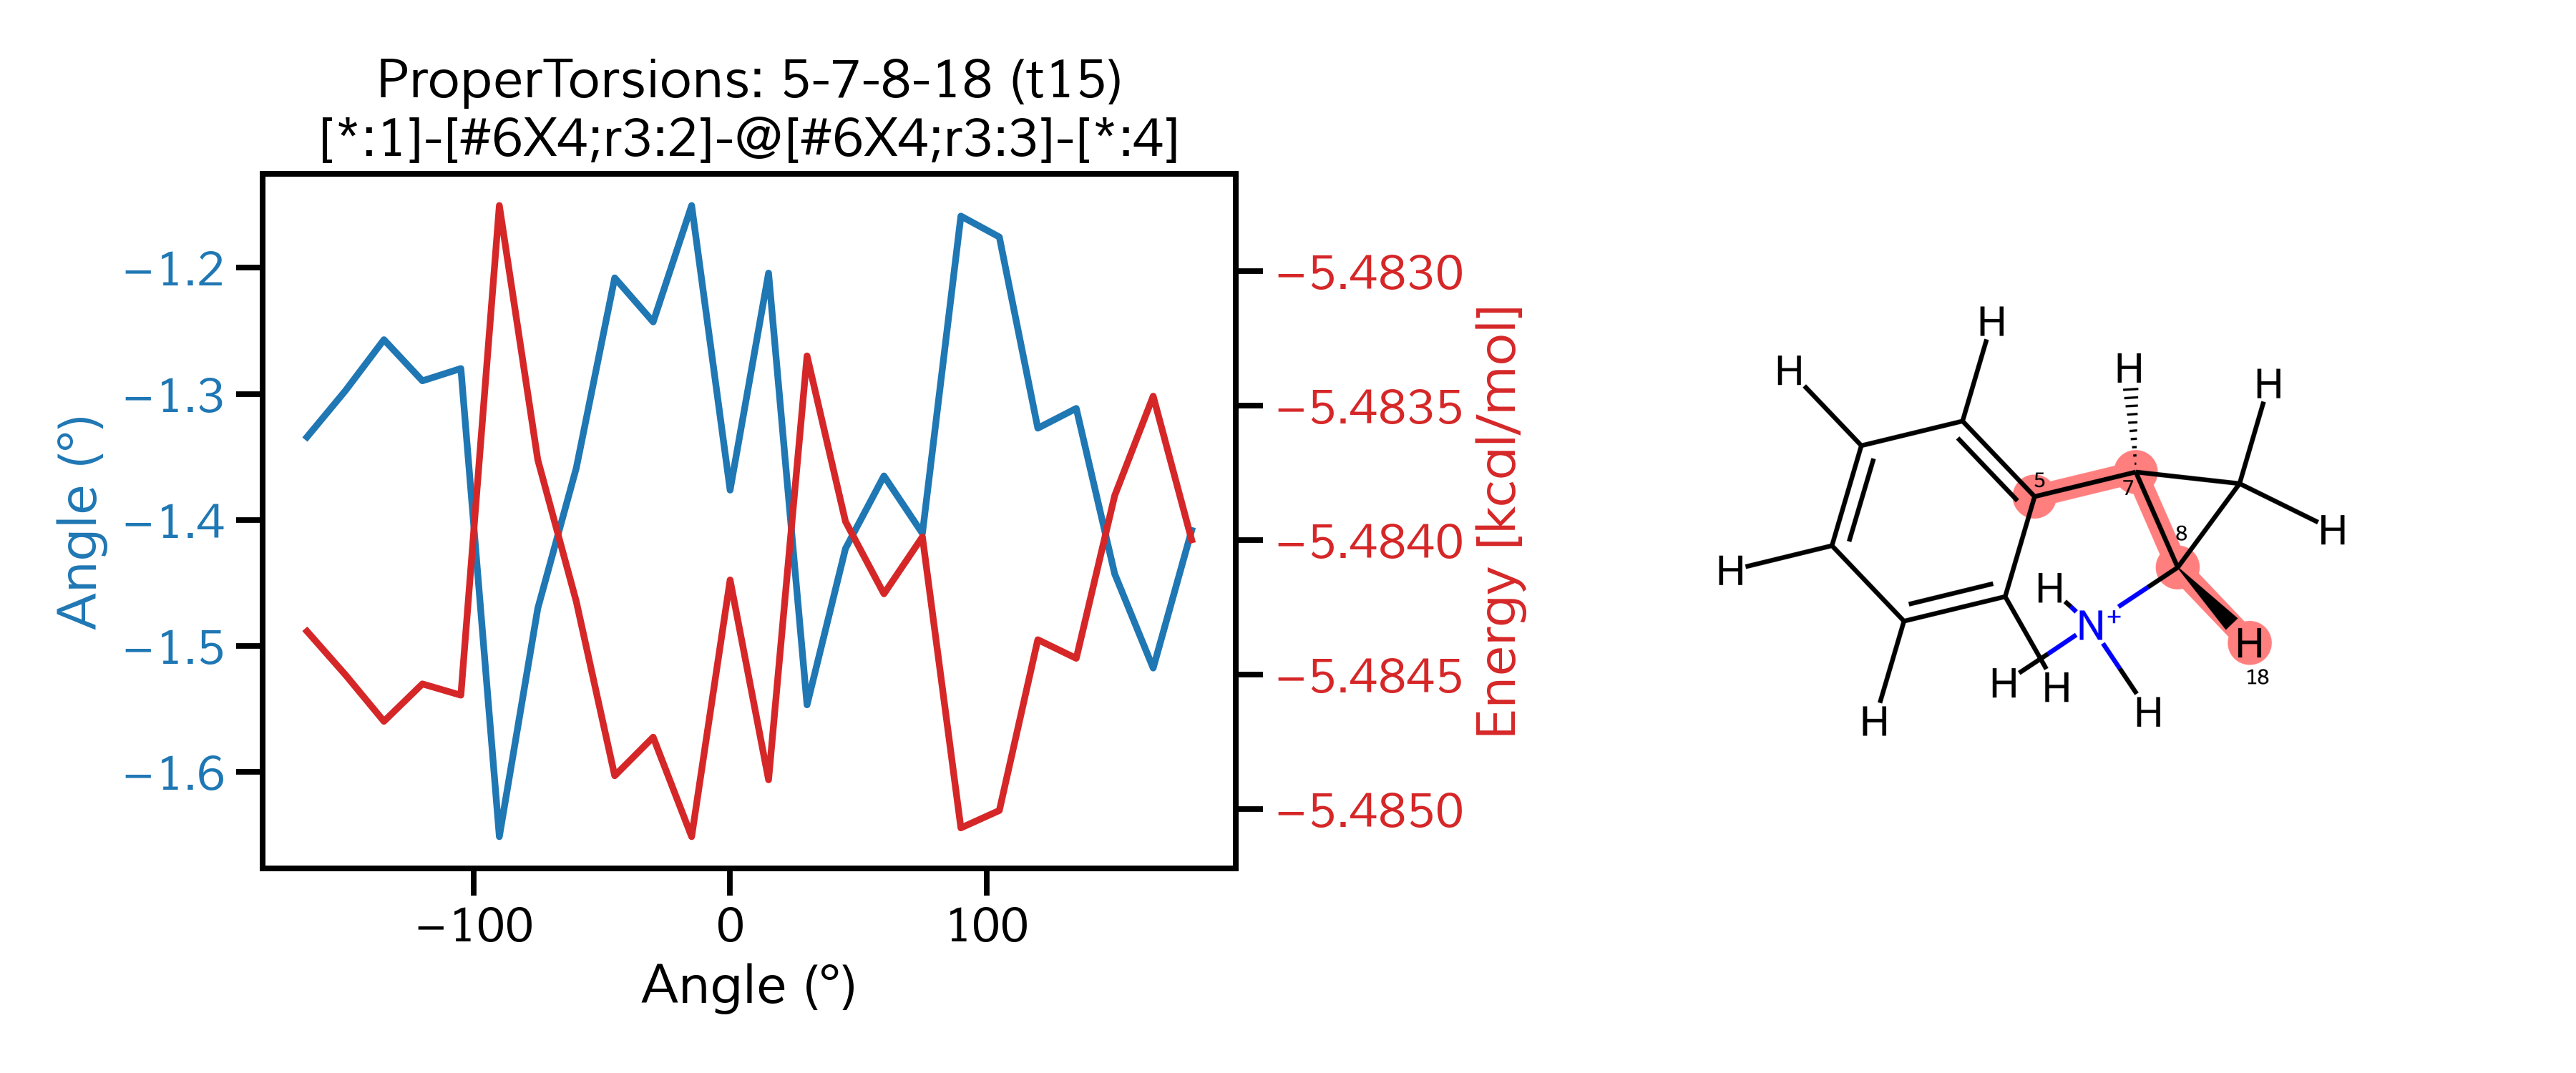 ProperTorsions: 5-7-8-18 (t15)
[*:1]-[#6X4;r3:2]-@[#6X4;r3:3]-[*:4]
Angle (°)
−1.2
−1.3
−1.4
−1.5
−1.6
−100
0
100
Angle (°)
−5.4830
−5.4835
−5.4840
−5.4845
−5.4850
Energy [kcal/mol]
H
H
H
H
H
5
7
8
H
H
H
N+
H
18
H
H
H
H